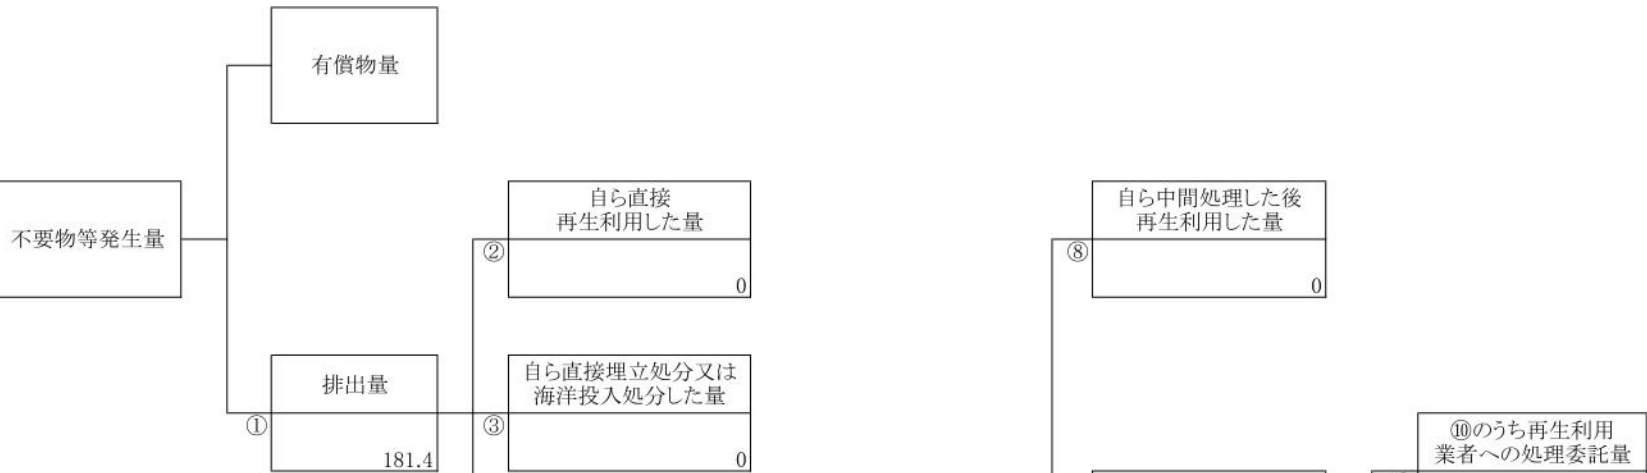 有償物量
不要物等発生量
自ら直接
再生利用した量
②
0
自ら中間処理した後
再生利用した量
⑧
0
排出量
①
181.4
自ら直接埋立処分又は
海洋投入処分した量
③
0
⑩のうち再生利用
業者への処理委託量